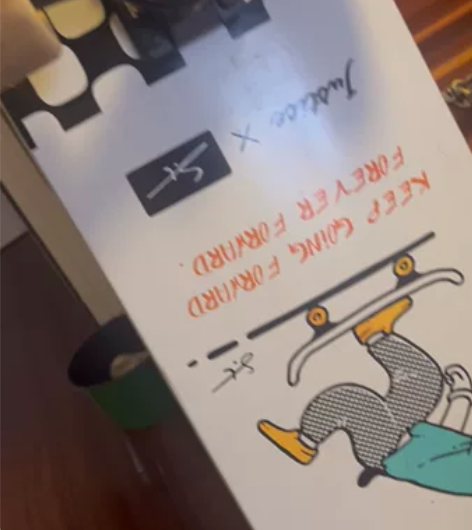 KEEP GOING FORWARD
FOREVER FORWARD.
Justice x